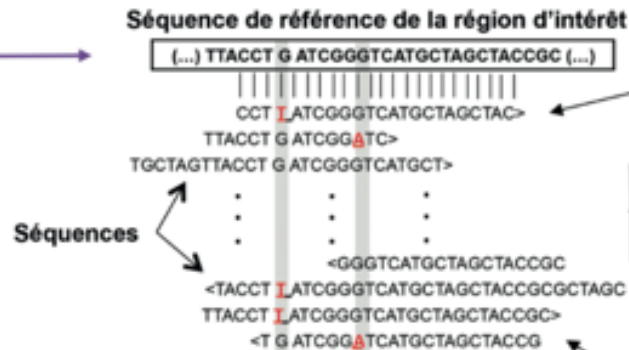 Séquence de référence de la région d'intérêt
(...) TTACCT G ATCGGGTCATGCTAGCTACCGC (...)
CCT T ATCGGGTCATGCTAGCTAC>
TTACCT G ATCGGATC>
TGCTAGTTACCT G ATCGGGTCATGCT>
Séquences
<GGGTCATGCTAGCTACCGC
<TACCT T ATCGGGTCATGCTAGCTACCGCGCTAGC
TTACCT T ATCGGGTCATGCTAGCTACCGC>
<T G ATCGGATCATGCTAGCTACCG